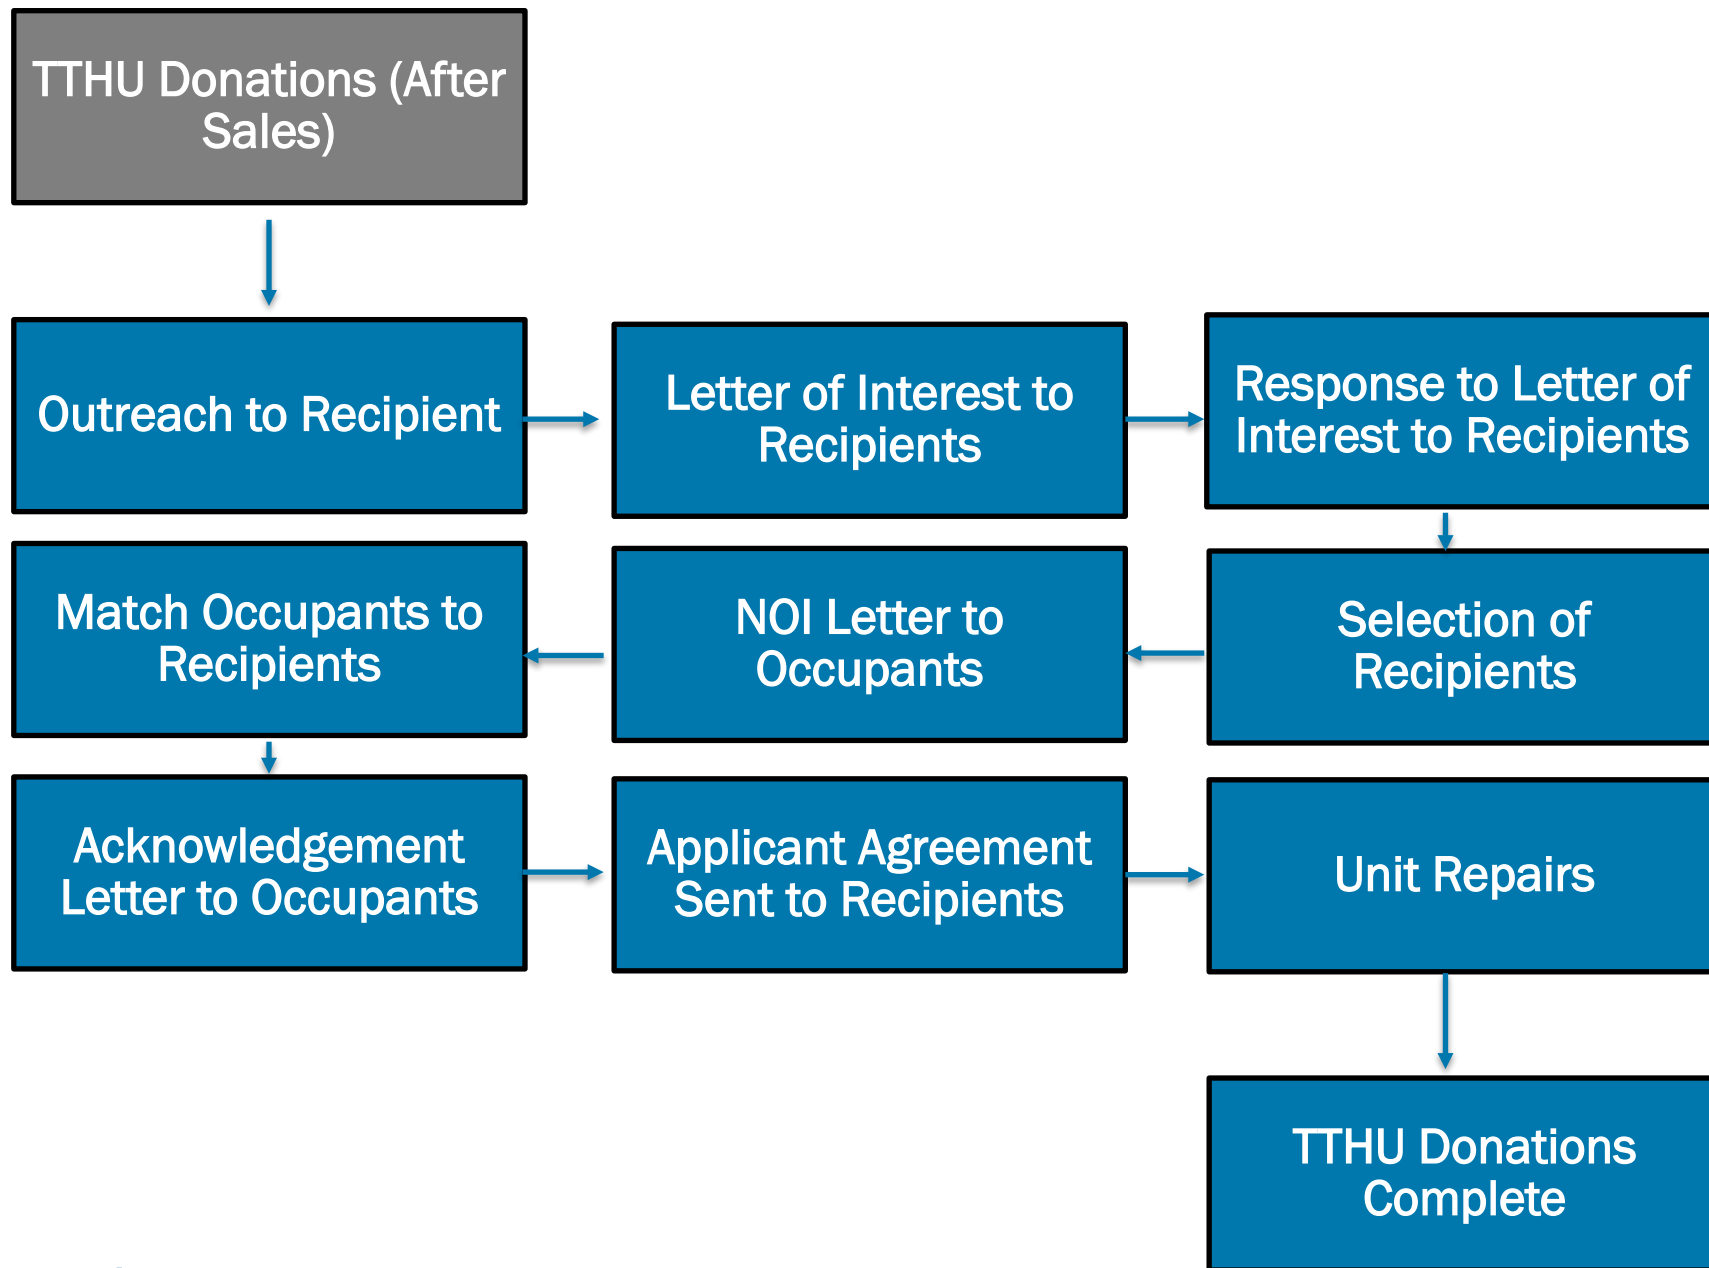 TTHU Donations (After
Sales)
Outreach to Recipient
Letter of Interest to
Recipients
Response to Letter of
Interest to Recipients
Match Occupants to
Recipients
NOI Letter to
Occupants
Selection of
Recipients
Acknowledgement
Letter to Occupants
Applicant Agreement
Sent to Recipients
Unit Repairs
TTHU Donations
Complete